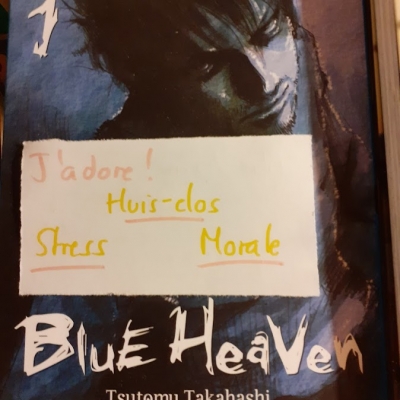 1
J'adore !
Huis-clos
Stress
Morale
Blue Heaven
Tsutomu Takahashi